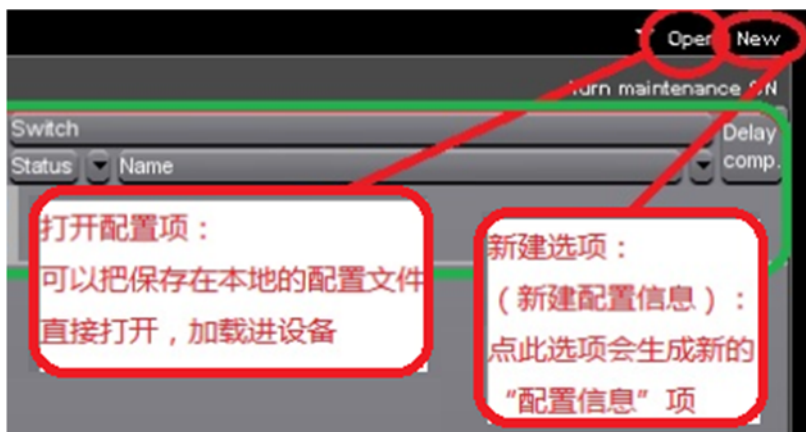 Open New
Turn maintenance ON
Switch
Delay
comp.
Status Name
打开配置项：
可以把保存在本地的配置文件
直接打开，加载进设备
新建选项：
（新建配置信息）：
点此选项会生成新的
“配置信息”项